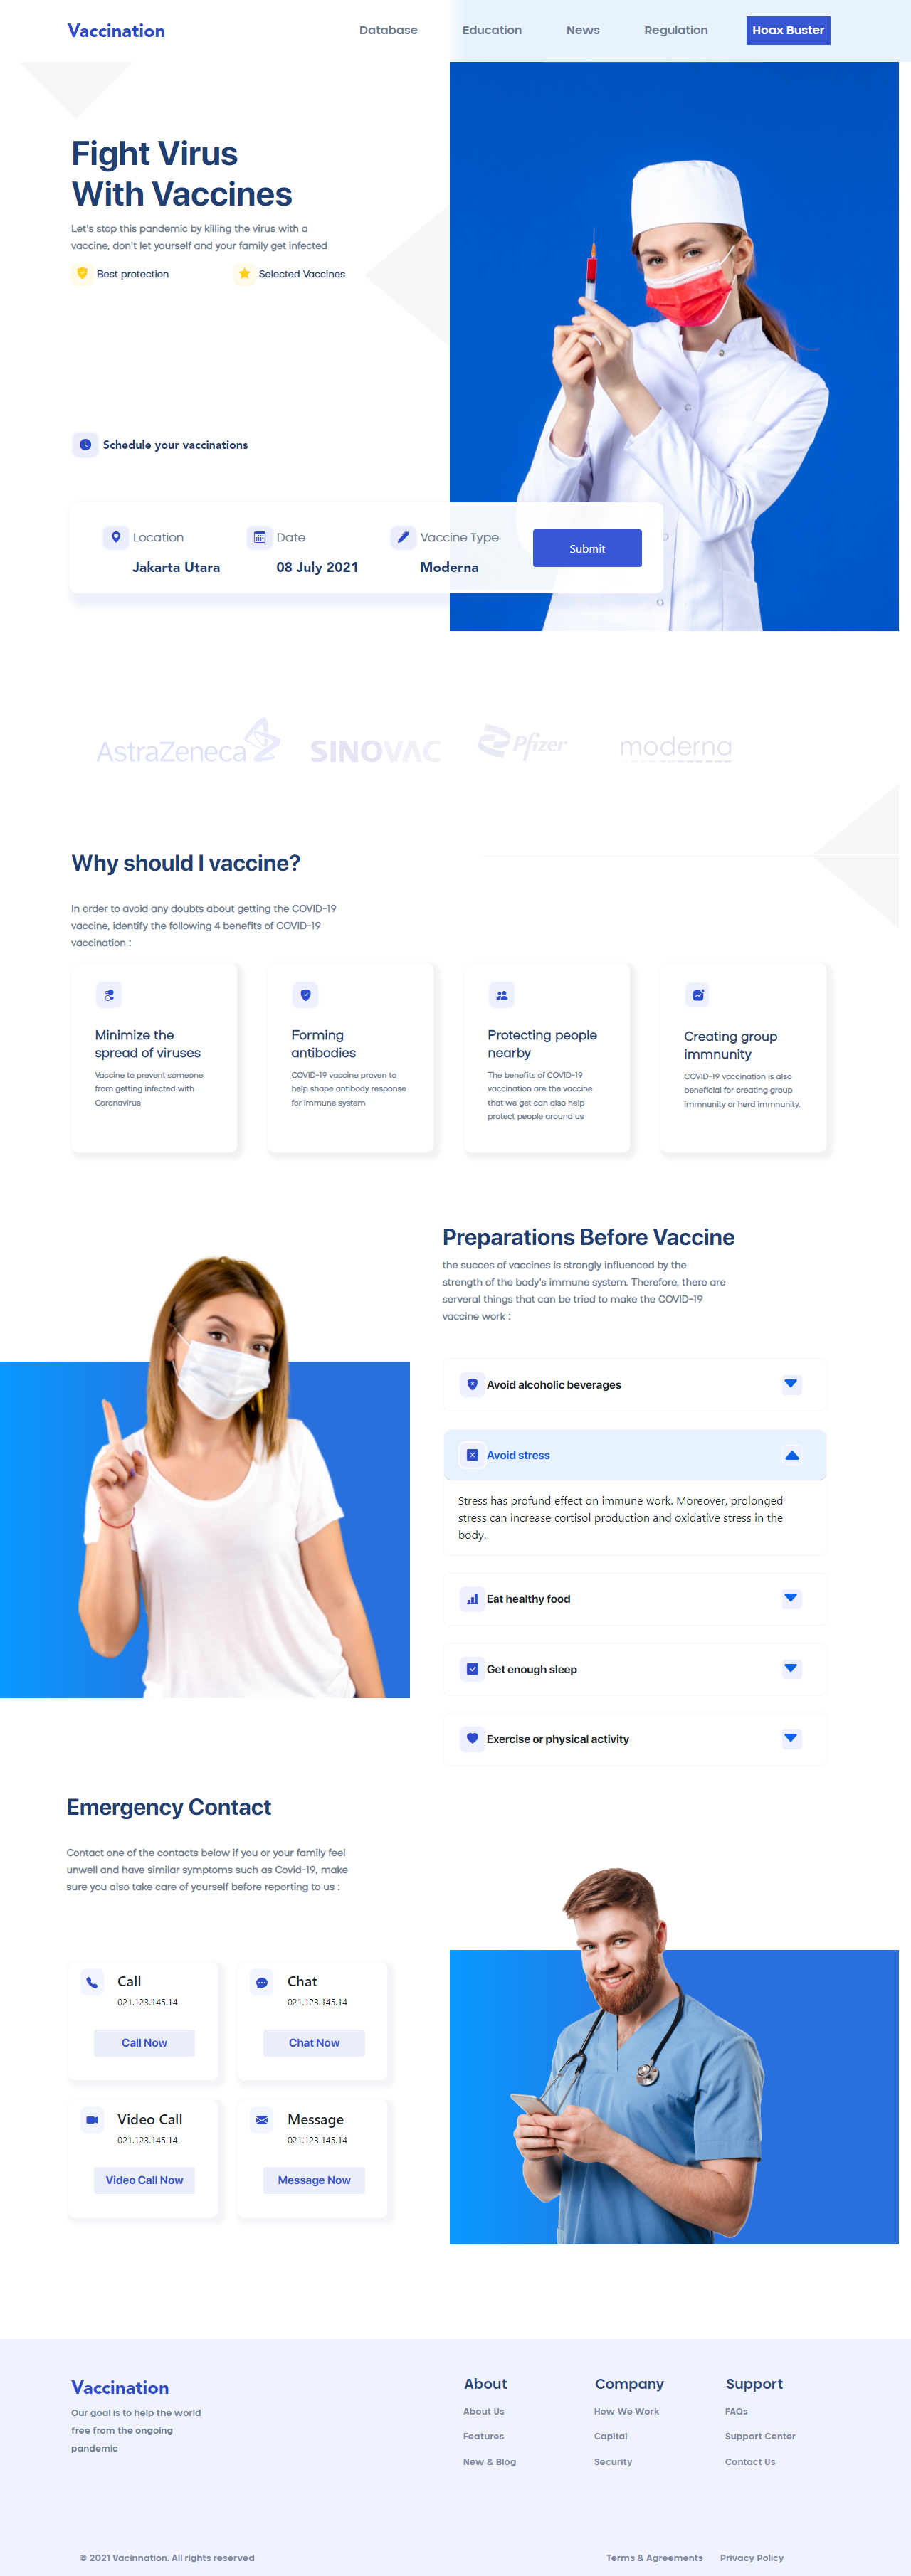 Vaccination
Database Education News Regulation Hoax Buster
Fight Virus
With Vaccines
Let's stop this pandemic by killing the virus with a
vaccine, don't let yourself and your family get infected
Best protection Selected Vaccines
Schedule your vaccinations
Location Date Vaccine Type
Jakarta Utara 08 July 2021 Moderna
Submit
AstraZeneca SINOVAC Pfizer moderna
Why should I vaccine?
In order to avoid any doubts about getting the COVID-19
vaccine, identify the following 4 benefits of COVID-19
vaccination :
Minimize the
spread of viruses
Vaccine to prevent someone
from getting infected with
Coronavirus
Forming
antibodies
COVID-19 vaccine proven to
help shape antibody response
for immune system
Protecting people
nearby
The benefits of COVID-19
vaccination are the vaccine
that we get can also help
protect people around us
Creating group
immnunity
COVID-19 vaccination is also
beneficial for creating group
immnunity or herd immnunity.
Preparations Before Vaccine
the succes of vaccines is strongly influenced by the
strength of the body's immune system. Therefore, there are
serveral things that can be tried to make the COVID-19
vaccine work :
Avoid alcoholic beverages
Avoid stress
Stress has profund effect on immune work. Moreover, prolonged
stress can increase cortisol production and oxidative stress in the
body.
Eat healthy food
Get enough sleep
Exercise or physical activity
Emergency Contact
Contact one of the contacts below if you or your family feel
unwell and have similar symptoms such as Covid-19, make
sure you also take care of yourself before reporting to us :
Call
021.123.145.14
Call Now
Chat
021.123.145.14
Chat Now
Video Call
021.123.145.14
Video Call Now
Message
021.123.145.14
Message Now
Vaccination
Our goal is to help the world
free from the ongoing
pandemic
About
About Us
Features
New & Blog
Company
How We Work
Capital
Security
Support
FAQs
Support Center
Contact Us
© 2021 Vacinnation. All rights reserved
Terms & Agreements Privacy Policy